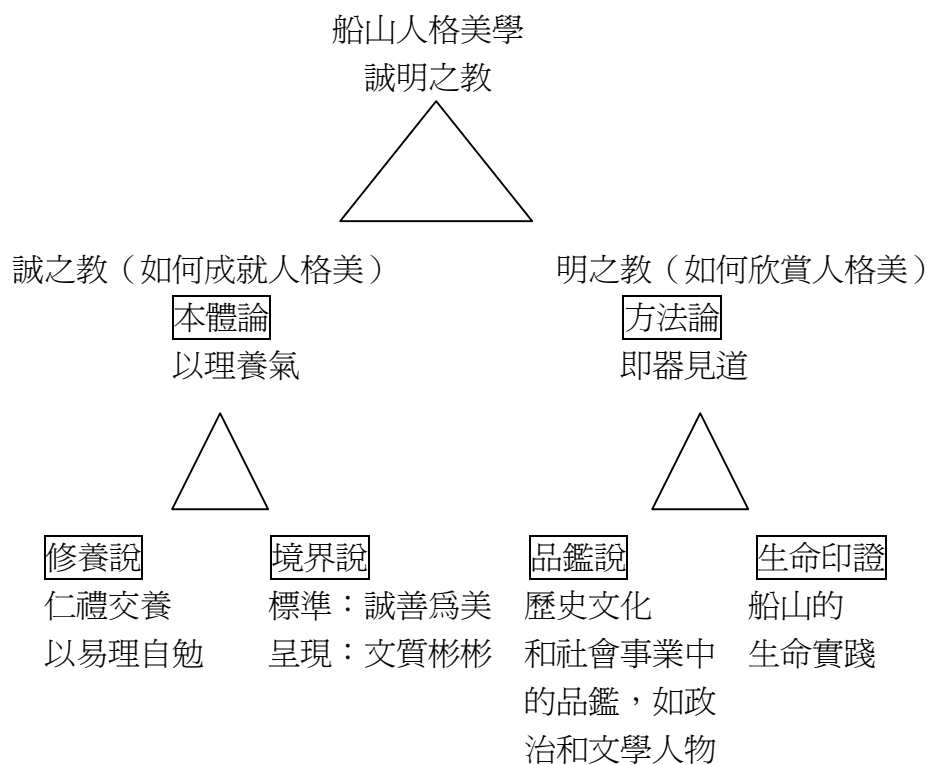 船山人格美學
誠明之教
誠之教（如何成就人格美）
本體論
以理養氣
明之教（如何欣賞人格美）
方法論
即器見道
修養說
仁禮交養
以易理自勉
境界說
標準：誠善爲美
呈現：文質彬彬
品鑑說
歷史文化
和社會事業中
的品鑑，如政
治和文學人物
生命印證
船山的
生命實踐